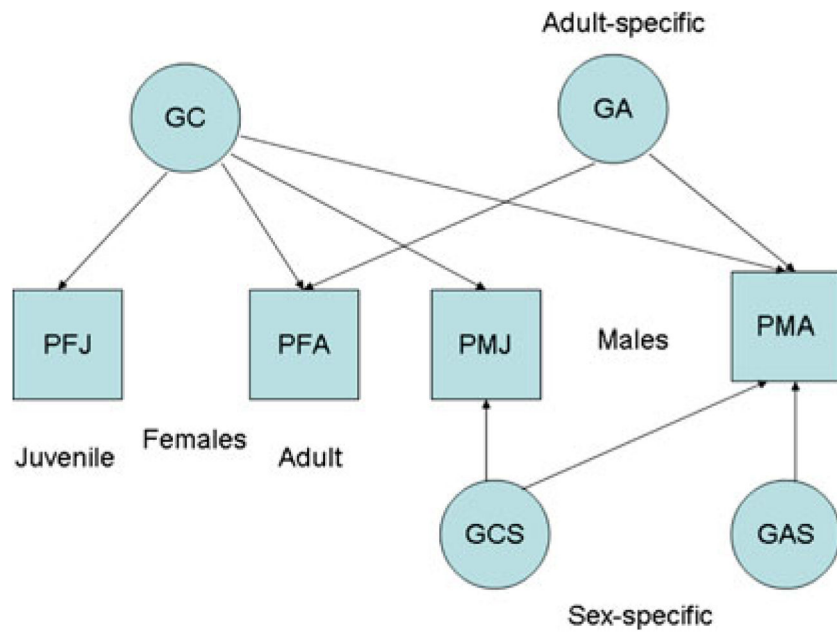 Adult-specific
GC
GA
PFJ
PFA
PMJ
Males
PMA
Juvenile
Females
Adult
GCS
GAS
Sex-specific